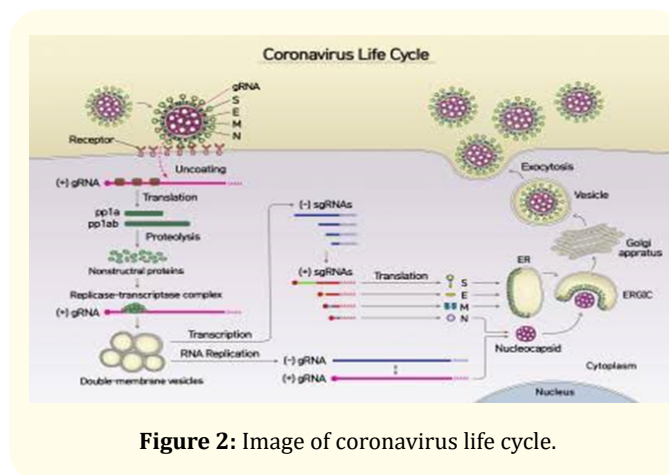 Coronavirus Life Cycle
gRNA
S
E
M
N
Receptor
Uncoating
(+) gRNA
Translation
pp1a
pp1ab
Proteolysis
Nonstructral proteins
Replicase-transcriptase complex
(+) gRNA
Transcription
RNA Replication
Double-membrane vesicles
(-) sgRNAs
(+) sgRNAs
Translation
S
E
M
N
(-) gRNA
(+) gRNA
Nucleocapsid
ER
ERGIC
Golgi
appratus
Vesicle
Exocytosis
Cytoplasm
Nucleus
Figure 2: Image of coronavirus life cycle.